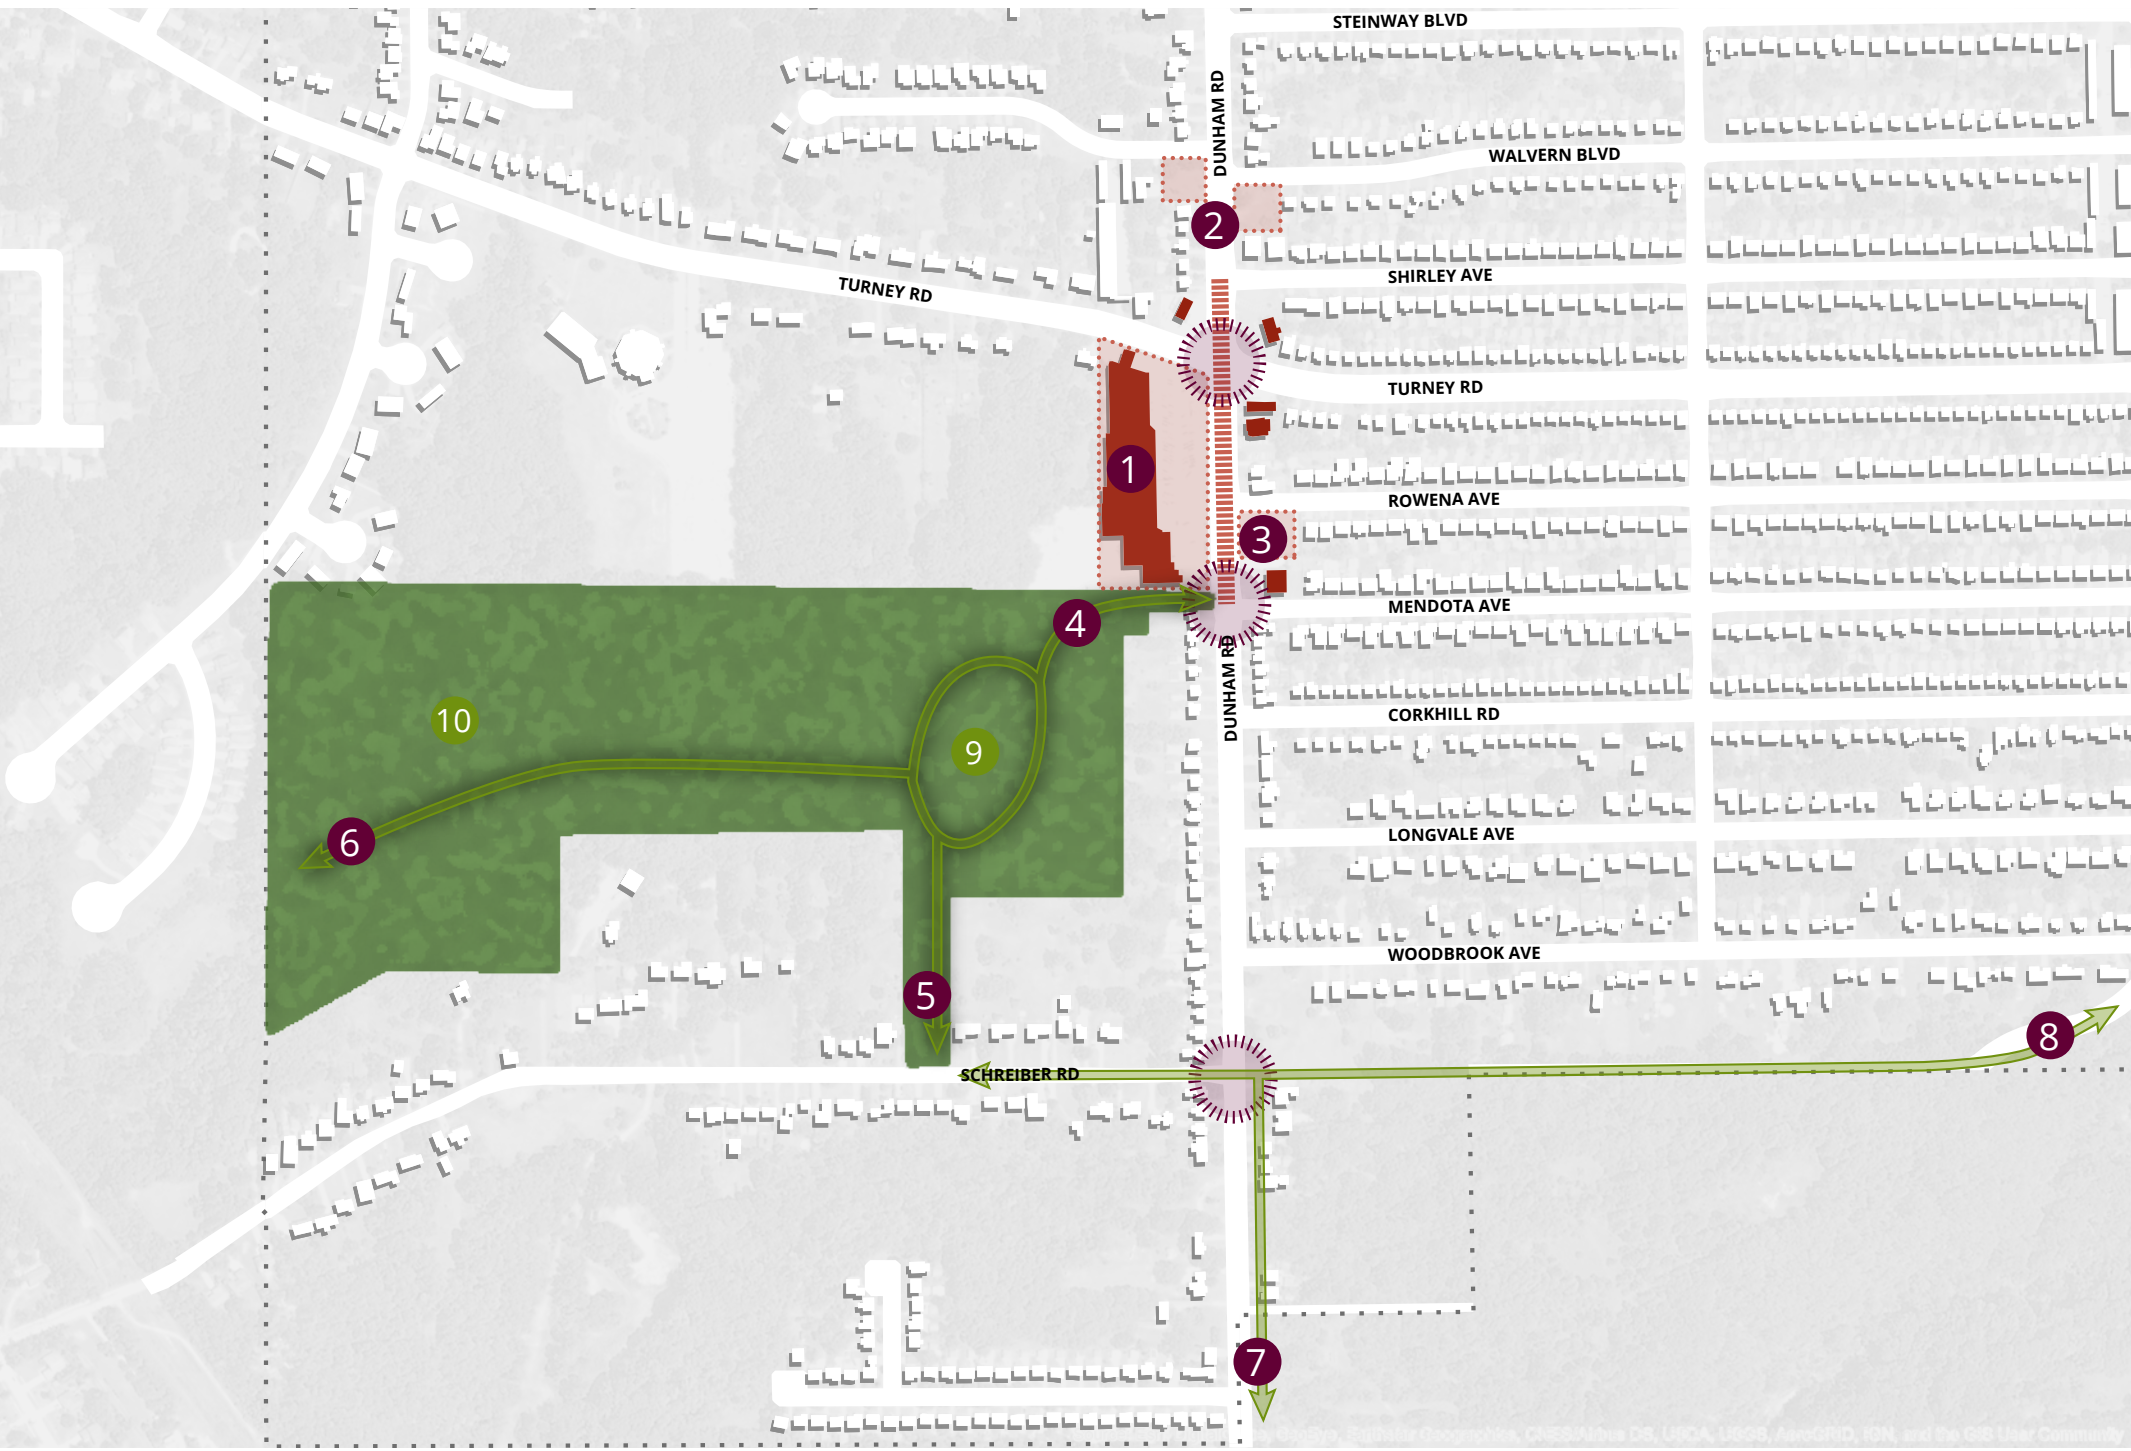 STEINWAY BLVD
DUNHAM RD
WALVERN BLVD
2
SHIRLEY AVE
TURNEY RD
TURNEY RD
1
ROWENA AVE
3
MENDOTA AVE
4
DUNHAM RD
CORKHILL RD
10
9
LONGVALE AVE
6
WOODBROOK AVE
5
8
SCHREIBER RD
7